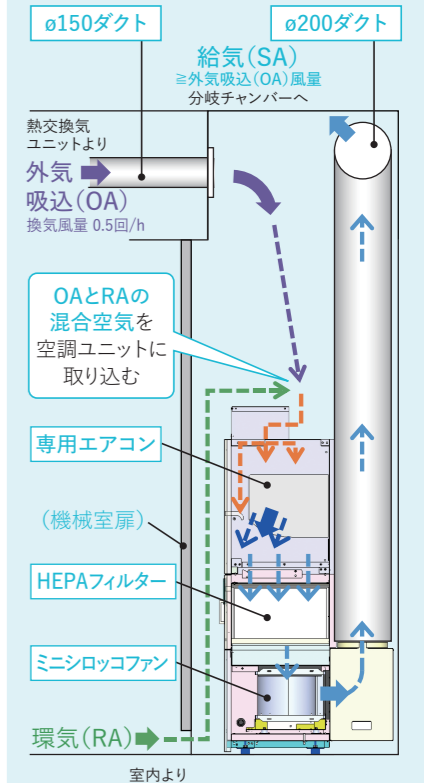 ø150ダクト
ø200ダクト
給気(SA)
≧外気吸込(OA)風量
分岐チャンバーへ
熱交換気
ユニットより
外気
吸込(OA)
換気風量 0.5回/h
OAとRAの
混合空気を
空調ユニットに
取り込む
専用エアコン
(機械室扉)
HEPAフィルター
ミニシロッコファン
環気(RA)
室内より